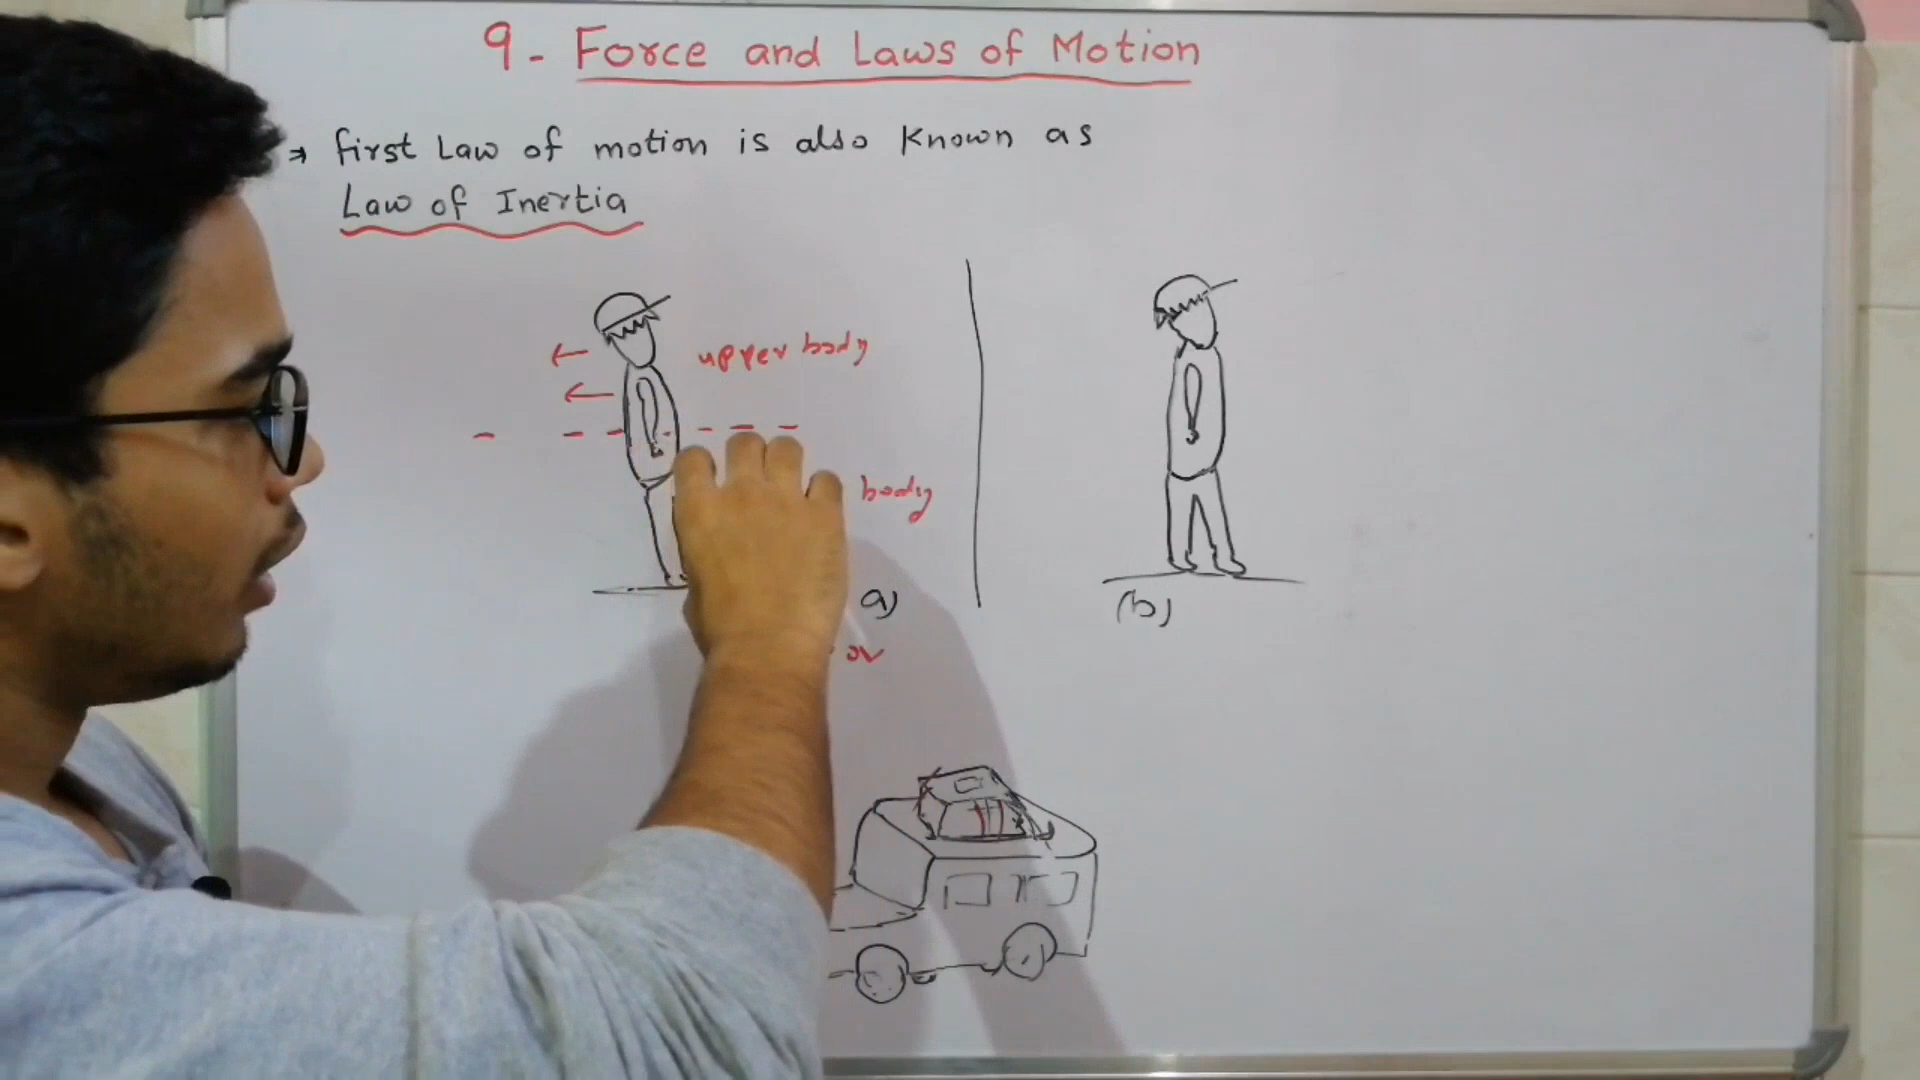 9 - Force and Laws of Motion
→ first Law of motion is also known as
Law of Inertia
upper body
body
a)
(b)